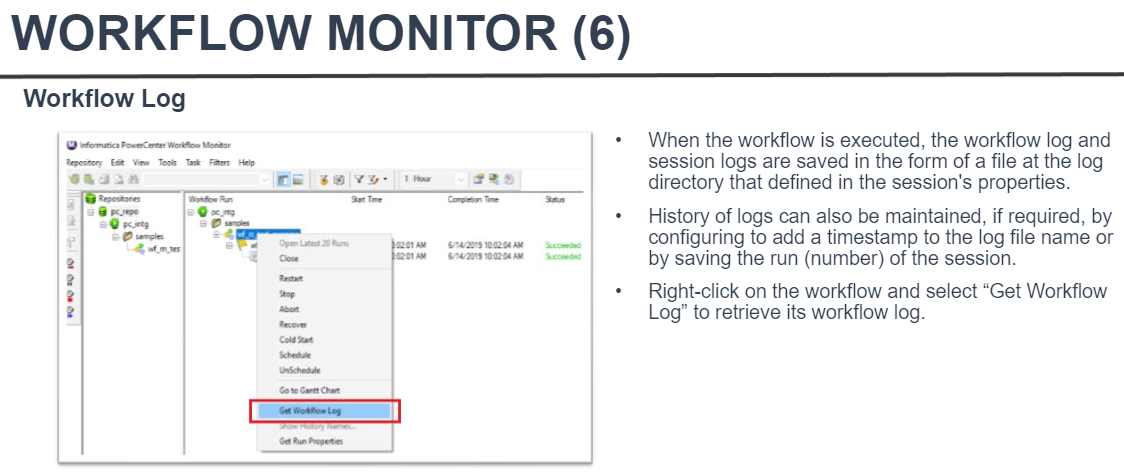 WORKFLOW MONITOR (6)
Workflow Log
Informatica PowerCenter Workflow Monitor
Repository Edit View Tools Task Filters Help
1 Hour
Repositories
pc_repo
pc_intg
samples
wf_m_tes
Workflow Run Start Time Completion Time Status
pc_intg
samples
Open Latest 20 Runs
Close
Restart
Stop
Abort
Recover
Cold Start
Schedule
UnSchedule
Go to Gantt Chart
Get Workflow Log
Show History Names...
Get Run Properties
0:02:01 AM 6/14/2019 10:02:04 AM Succeeded
0:02:01 AM 6/14/2019 10:02:04 AM Succeeded
• When the workflow is executed, the workflow log and
session logs are saved in the form of a file at the log
directory that defined in the session's properties.
• History of logs can also be maintained, if required, by
configuring to add a timestamp to the log file name or
by saving the run (number) of the session.
• Right-click on the workflow and select “Get Workflow
Log” to retrieve its workflow log.